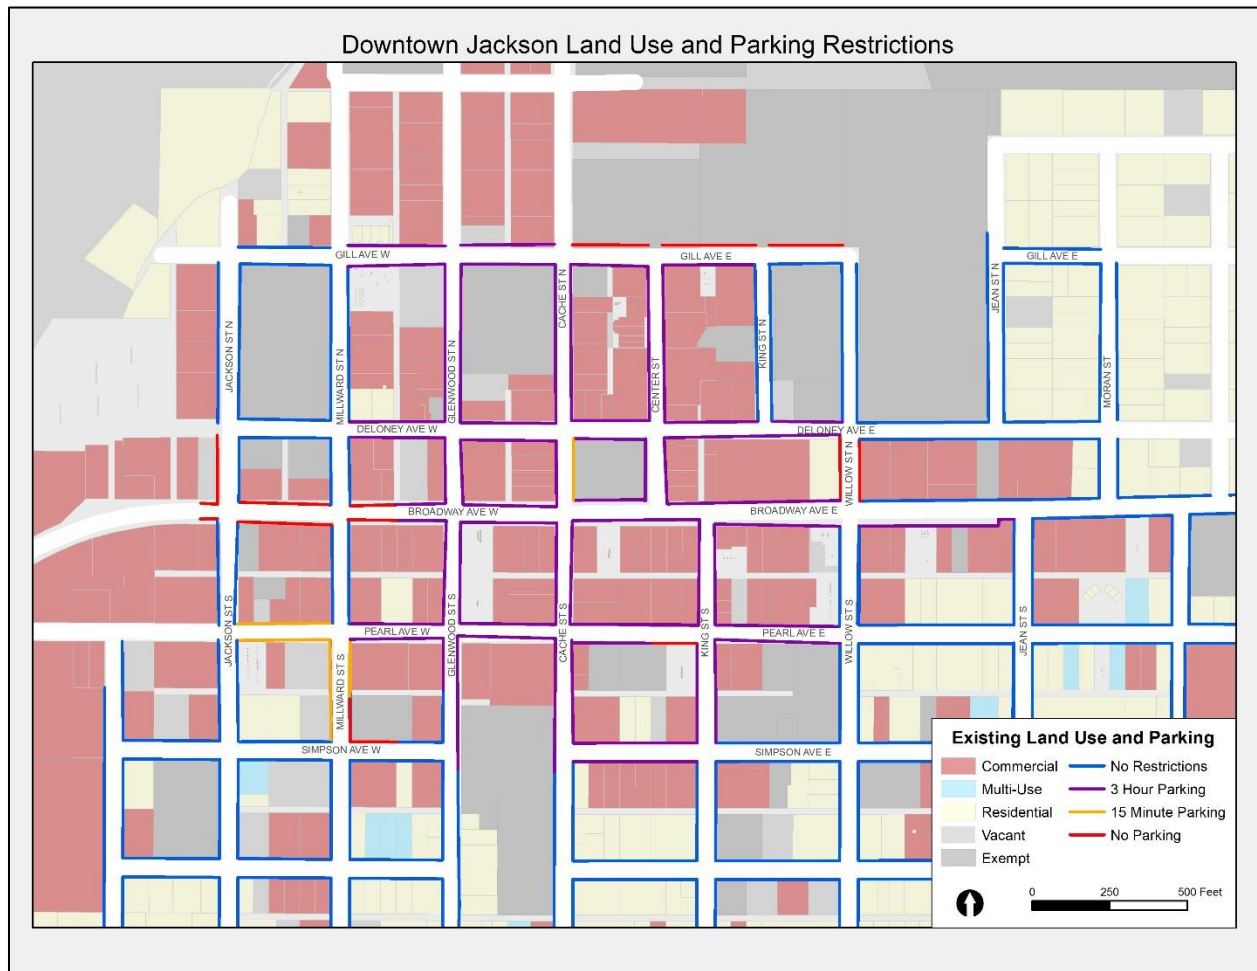 Downtown Jackson Land Use and Parking Restrictions
GILL AVE W
GILL AVE E
GILL AVE E
JACKSON ST N
MILLWARD ST N
GLENWOOD ST N
CACHE ST N
CENTER ST
KING ST N
JEAN ST N
MORAN ST
DELONEY AVE W
DELONEY AVE E
WILLOW ST N
BROADWAY AVE W
BROADWAY AVE E
PEARL AVE W
PEARL AVE E
JACKSON ST S
MILLWARD ST S
GLENWOOD ST S
CACHE ST S
KING ST S
WILLOW ST S
JEAN ST S
SIMPSON AVE W
SIMPSON AVE E
Existing Land Use and Parking
Commercial
No Restrictions
Multi-Use
3 Hour Parking
Residential
15 Minute Parking
Vacant
No Parking
Exempt
0 250 500 Feet